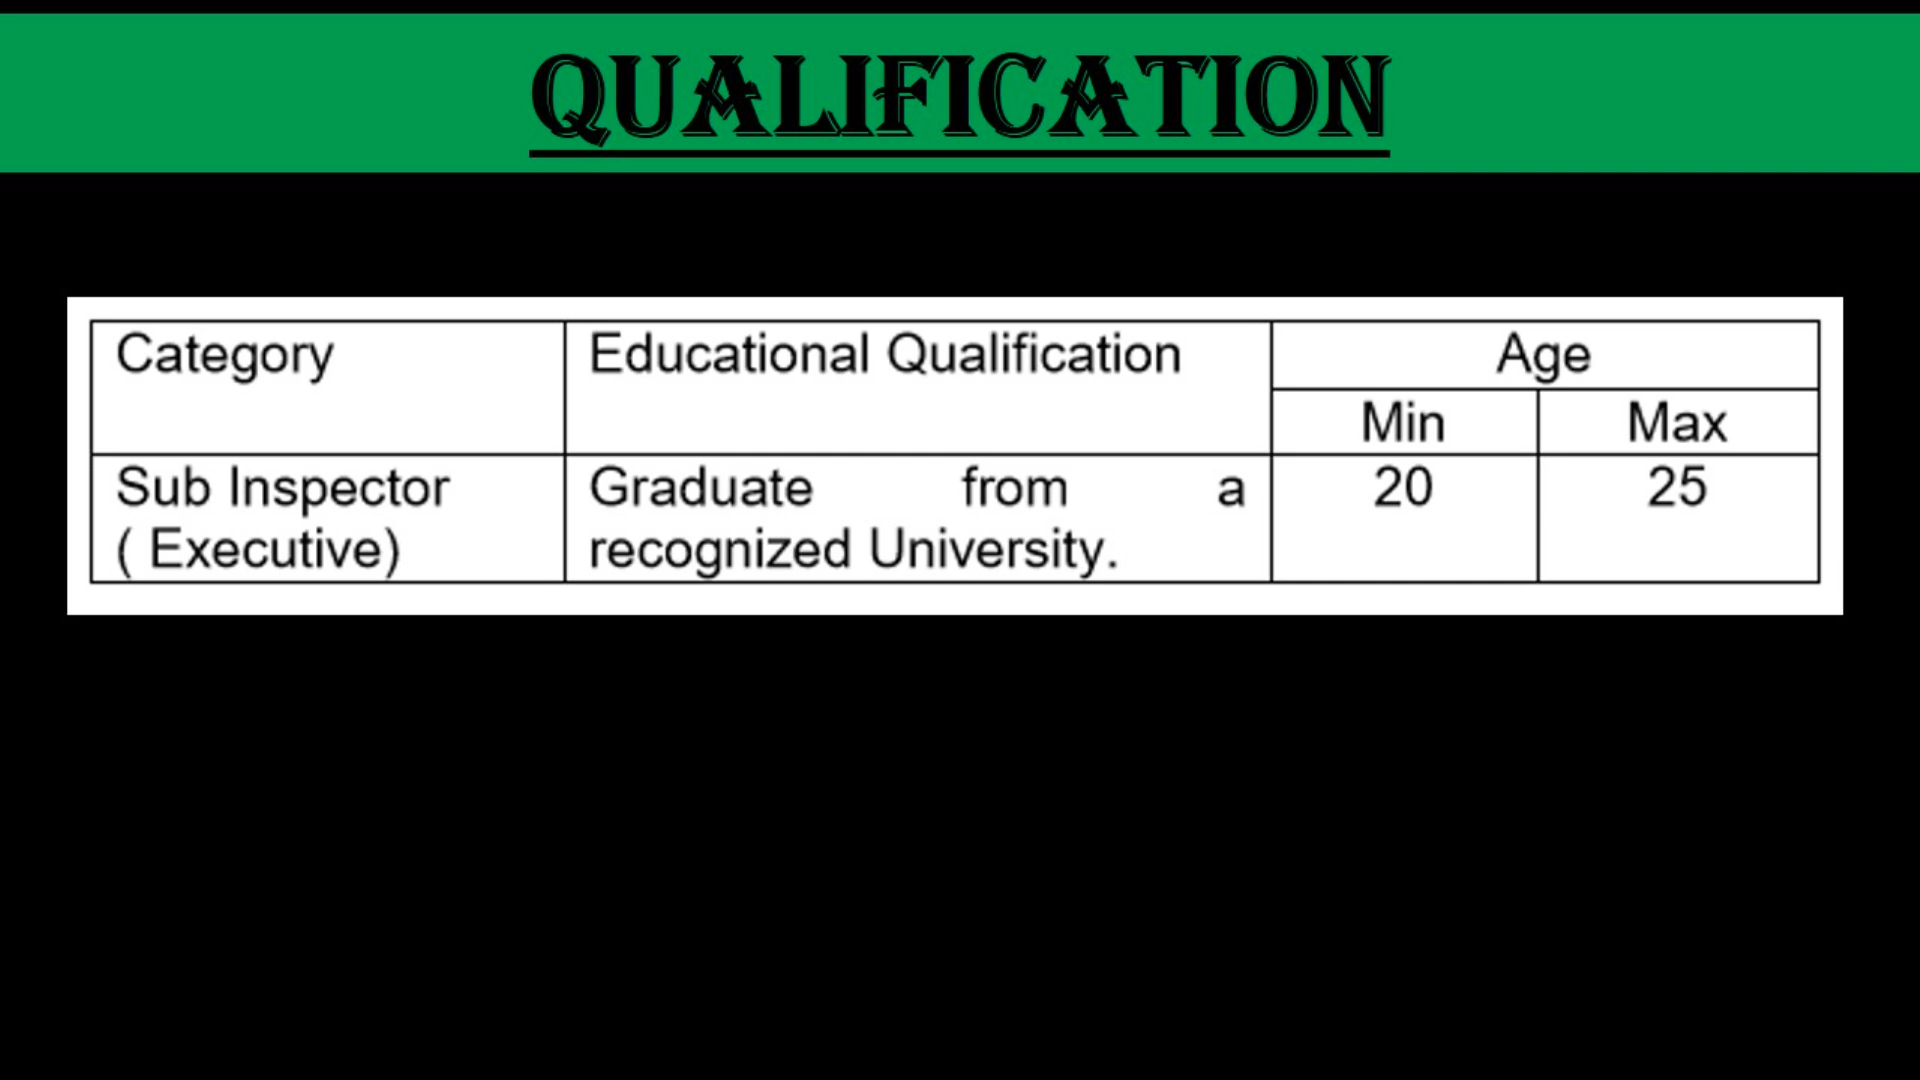 QUALIFICATION
Category Educational Qualification Age
Min Max
Sub Inspector Graduate from a 20 25
( Executive) recognized University.